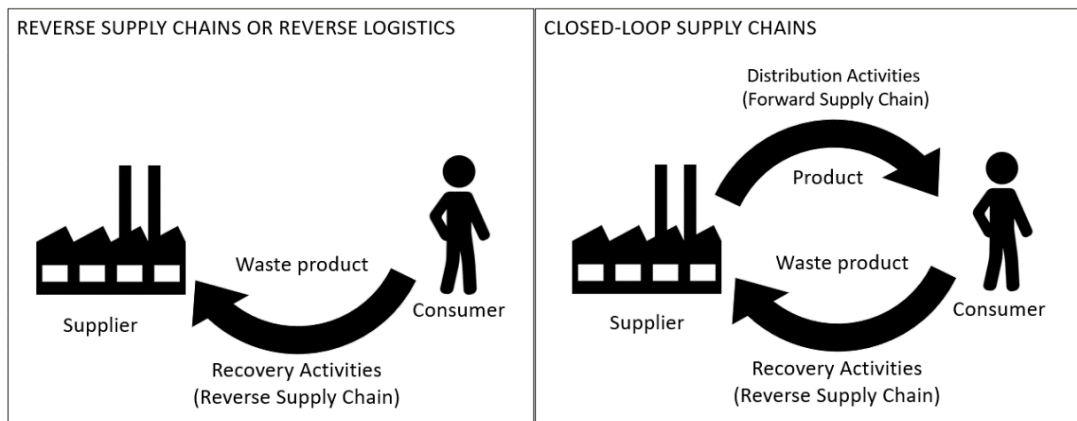 REVERSE SUPPLY CHAINS OR REVERSE LOGISTICS
Waste product
Supplier
Consumer
Recovery Activities
(Reverse Supply Chain)
CLOSED-LOOP SUPPLY CHAINS
Distribution Activities
(Forward Supply Chain)
Product
Waste product
Supplier
Consumer
Recovery Activities
(Reverse Supply Chain)